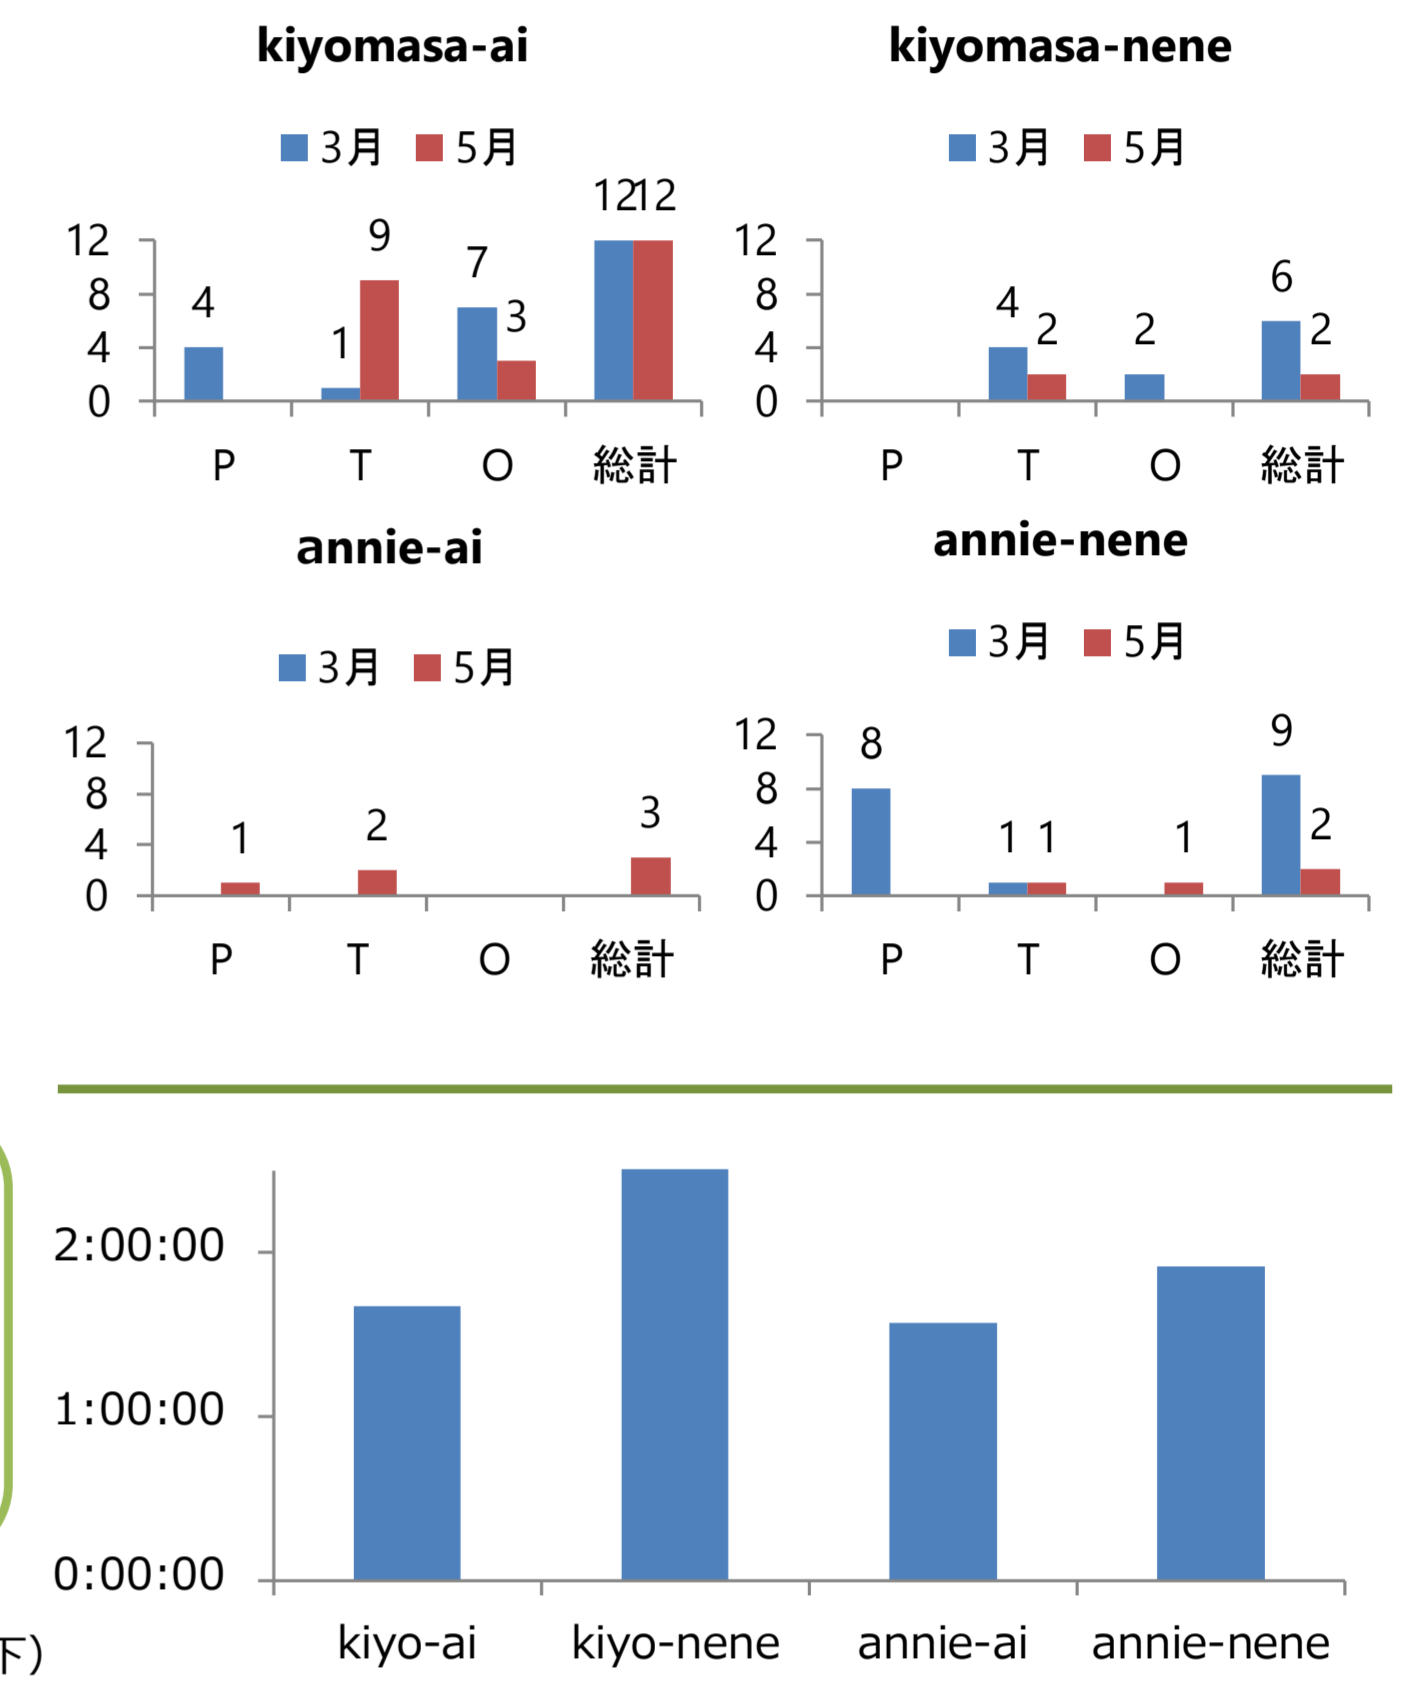 kiyomasa-ai
3月 5月
12
8
4
0
4
1
9
7
3
12
12
P T O 総計
kiyomasa-nene
3月 5月
12
8
4
0
4
2
2
6
2
P T O 総計
annie-ai
3月 5月
12
8
4
0
1
2
3
P T O 総計
annie-nene
3月 5月
12
8
4
0
8
1
1
1
9
2
P T O 総計
2:00:00
1:00:00
0:00:00
kiyo-ai kiyo-nene annie-ai annie-nene
下)